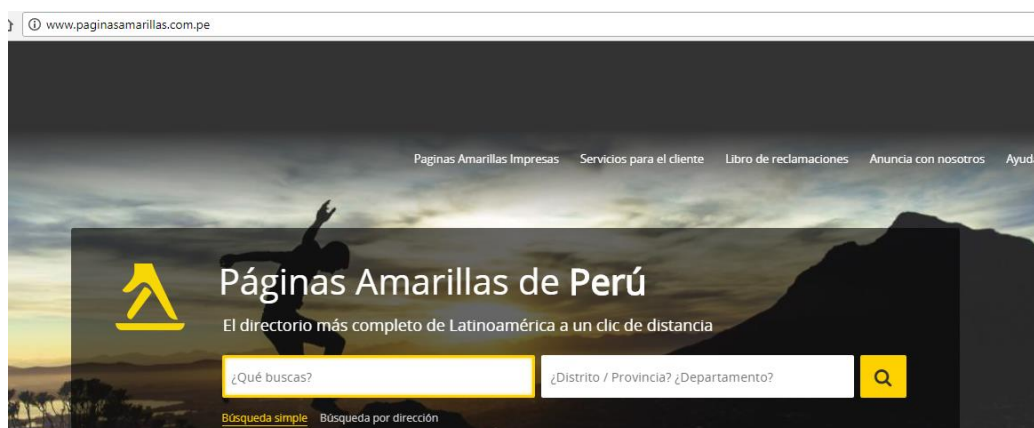 www.paginasamarillas.com.pe
Paginas Amarillas Impresas Servicios para el cliente Libro de reclamaciones Anuncia con nosotros
Páginas Amarillas de Perú
El directorio más completo de Latinoamérica a un clic de distancia
¿Qué buscas? ¿Distrito / Provincia? ¿Departamento?
Búsqueda simple Búsqueda por dirección